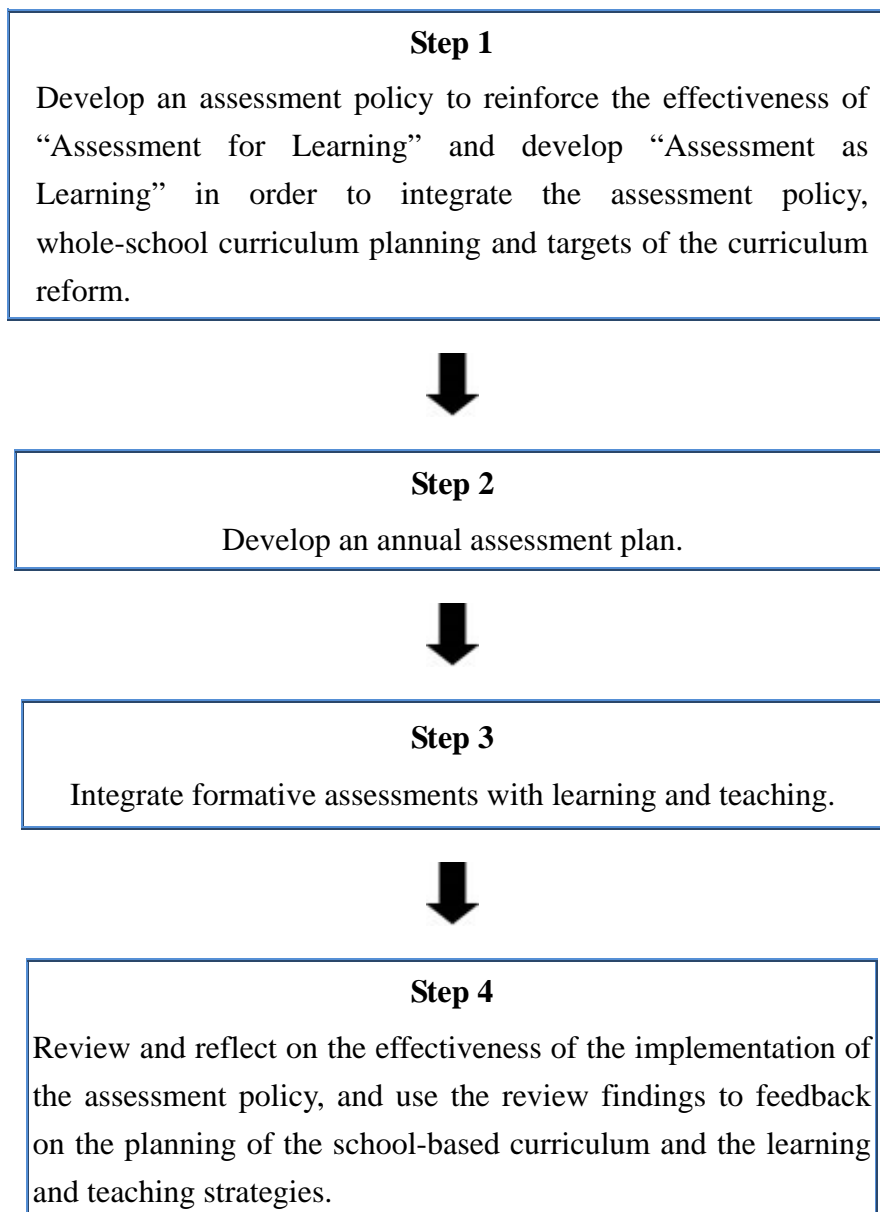 Step 1
Develop an assessment policy to reinforce the effectiveness of
“Assessment for Learning” and develop “Assessment as
Learning” in order to integrate the assessment policy,
whole-school curriculum planning and targets of the curriculum
reform.
Step 2
Develop an annual assessment plan.
Step 3
Integrate formative assessments with learning and teaching.
Step 4
Review and reflect on the effectiveness of the implementation of
the assessment policy, and use the review findings to feedback
on the planning of the school-based curriculum and the learning
and teaching strategies.